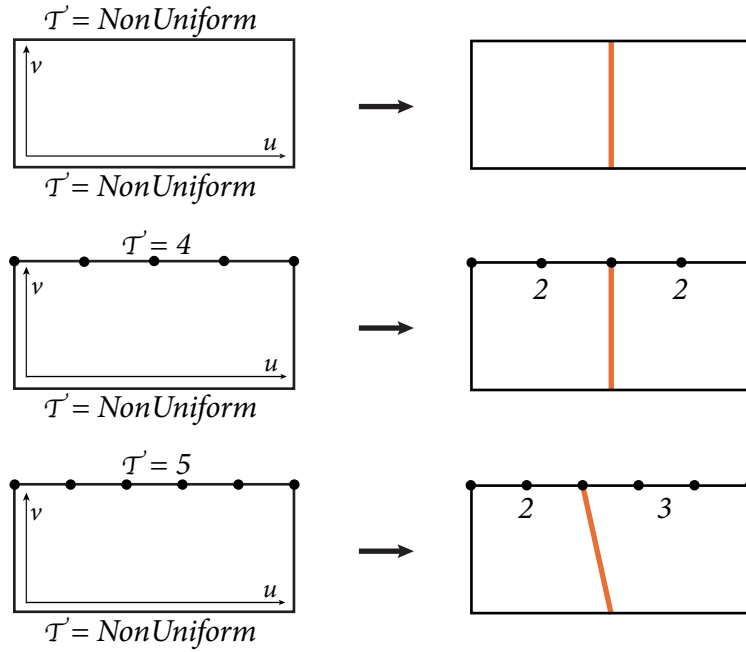 𝒯 = NonUniform
v
u
𝒯 = NonUniform
𝒯 = 4
v
2 2
u
𝒯 = NonUniform
𝒯 = 5
v
2 3
u
𝒯 = NonUniform